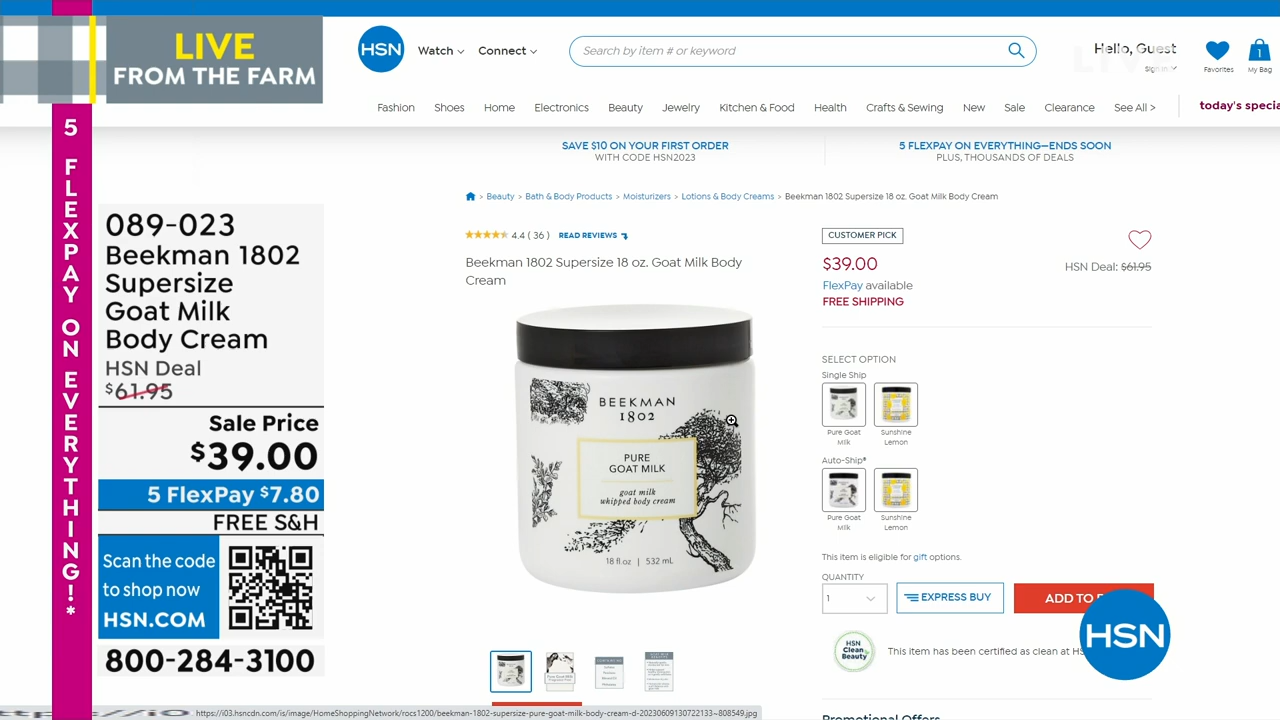 LIVE
FROM THE FARM
5 FLEXPAY ON EVERYTHING!*
089-023
Beekman 1802
Supersize
Goat Milk
Body Cream
HSN Deal
$61.95
Sale Price
$39.00
5 FlexPay $7.80
FREE S&H
Scan the code
to shop now
HSN.COM
800-284-3100
HSN
Watch
Connect
Search by item # or keyword
Hello, Guest
Sign In
Favorites
1
My Bag
Fashion Shoes Home Electronics Beauty Jewelry Kitchen & Food Health Crafts & Sewing New Sale Clearance See All >
today's specia
SAVE $10 ON YOUR FIRST ORDER
WITH CODE HSN2023
5 FLEXPAY ON EVERYTHING—ENDS SOON
PLUS, THOUSANDS OF DEALS
> Beauty > Bath & Body Products > Moisturizers > Lotions & Body Creams > Beekman 1802 Supersize 18 oz. Goat Milk Body Cream
4.4 ( 36 ) READ REVIEWS
Beekman 1802 Supersize 18 oz. Goat Milk Body
Cream
BEEKMAN
1802
PURE
GOAT MILK
goat milk
whipped body cream
18 fl.oz | 532 mL
CUSTOMER PICK
$39.00
HSN Deal: $61.95
FlexPay available
FREE SHIPPING
SELECT OPTION
Single Ship
Pure Goat
Milk
Sunshine
Lemon
Auto-Ship®
Pure Goat
Milk
Sunshine
Lemon
This item is eligible for gift options.
QUANTITY
1
EXPRESS BUY
ADD TO
HSN
HSN
Clean
Beauty
This item has been certified as clean at HS
Promotional Offers
https://i03.hsncdn.com/is/image/HomeShoppingNetwork/rocs1200/beekman-1802-supersize-pure-goat-milk-body-cream-d-20230609130722133~808549.jpg